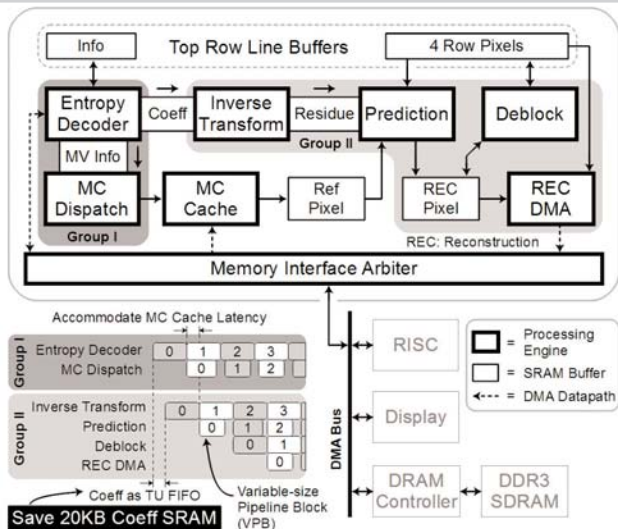 Top Row Line Buffers
Info
4 Row Pixels
Entropy Decoder
Coeff
Inverse Transform
Residue
Prediction
Deblock
Group II
MV Info
MC Dispatch
MC Cache
Ref Pixel
REC Pixel
REC DMA
Group I
REC: Reconstruction
Memory Interface Arbiter
Accommodate MC Cache Latency
Group I
Entropy Decoder 0 1 2 3
MC Dispatch 0 1 2
Group II
Inverse Transform 0 1 2 3
Prediction 0 1 2
Deblock 0 1
REC DMA 0
Coeff as TU FIFO
Save 20KB Coeff SRAM
Variable-size
Pipeline Block
(VPB)
DMA Bus
RISC
Display
DRAM Controller
DDR3 SDRAM
= Processing Engine
= SRAM Buffer
= DMA Datapath